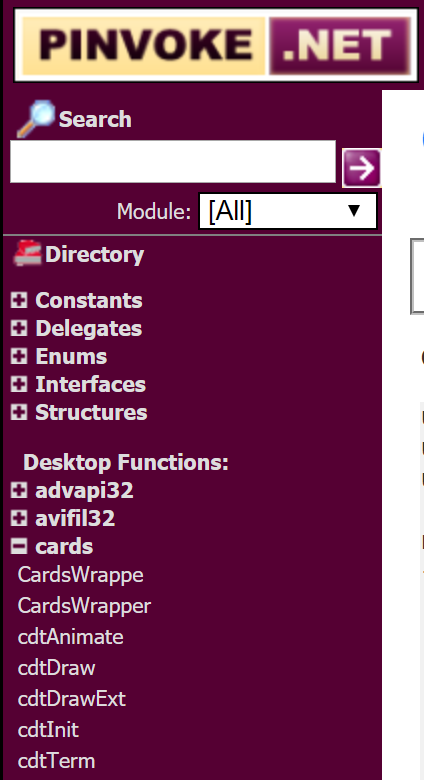 PINVOKE .NET
Search
Module: [All]
Directory
Constants
Delegates
Enums
Interfaces
Structures
Desktop Functions:
advapi32
avifil32
cards
CardsWrappe
CardsWrapper
cdtAnimate
cdtDraw
cdtDrawExt
cdtInit
cdtTerm